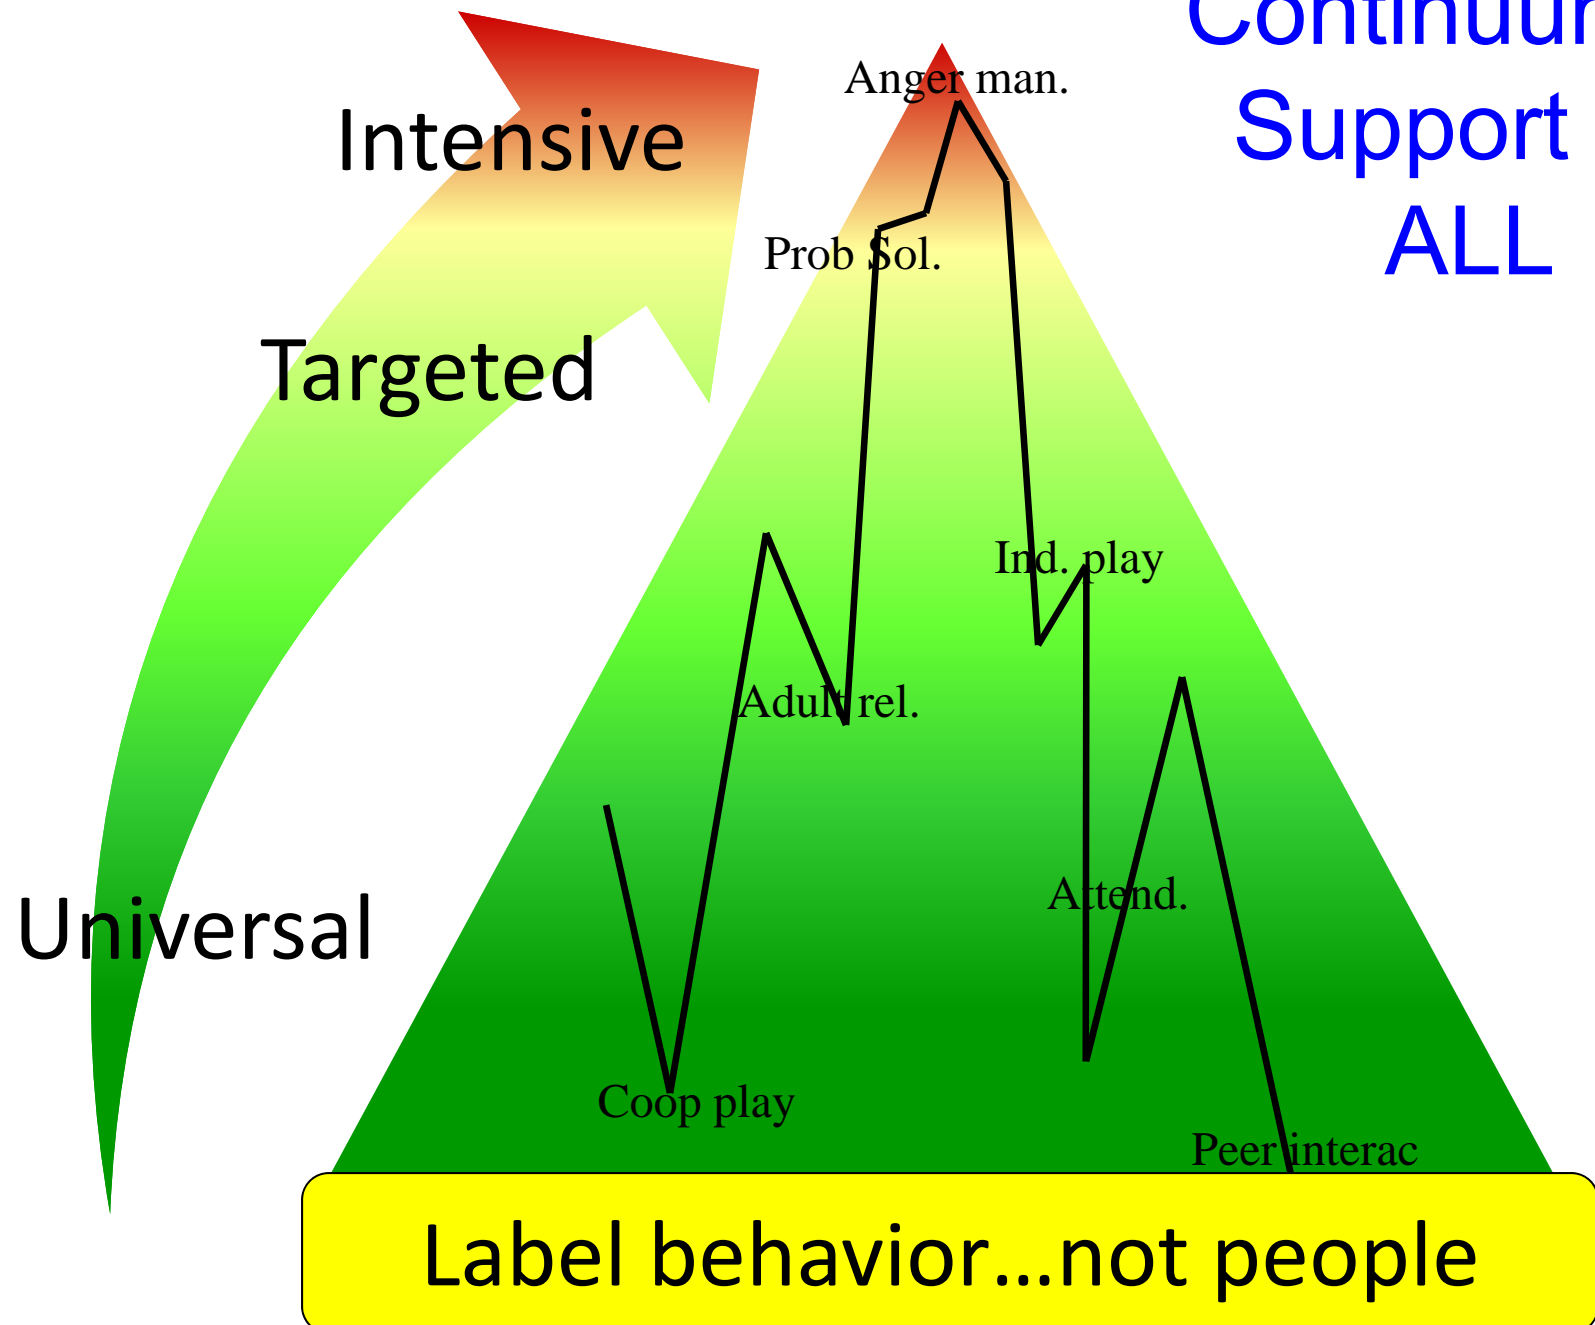 Support
ALL
Anger man.
Intensive
Prob Sol.
Targeted
Ind. play
Adult rel.
Attend.
Universal
Coop play
Peer interac
Label behavior...not people